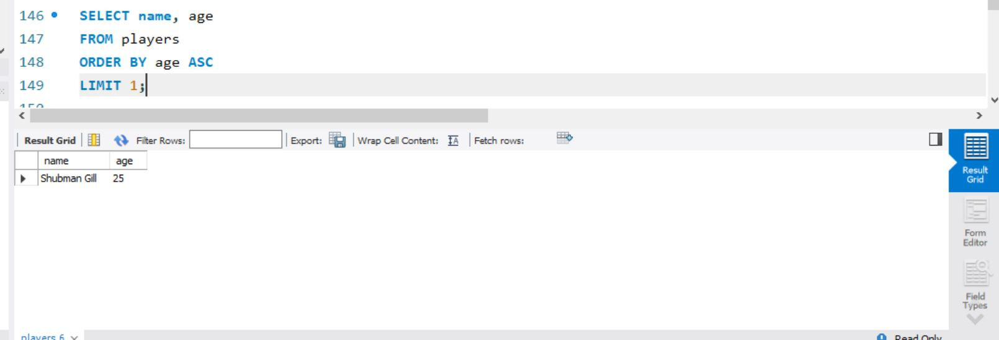 146 SELECT name, age
147 FROM players
148 ORDER BY age ASC
149 LIMIT 1;
150
Result Grid Filter Rows: Export: Wrap Cell Content: Fetch rows:
name age
Shubman Gill 25
Result
Grid
Form
Editor
Field
Types
players 6
Read Only